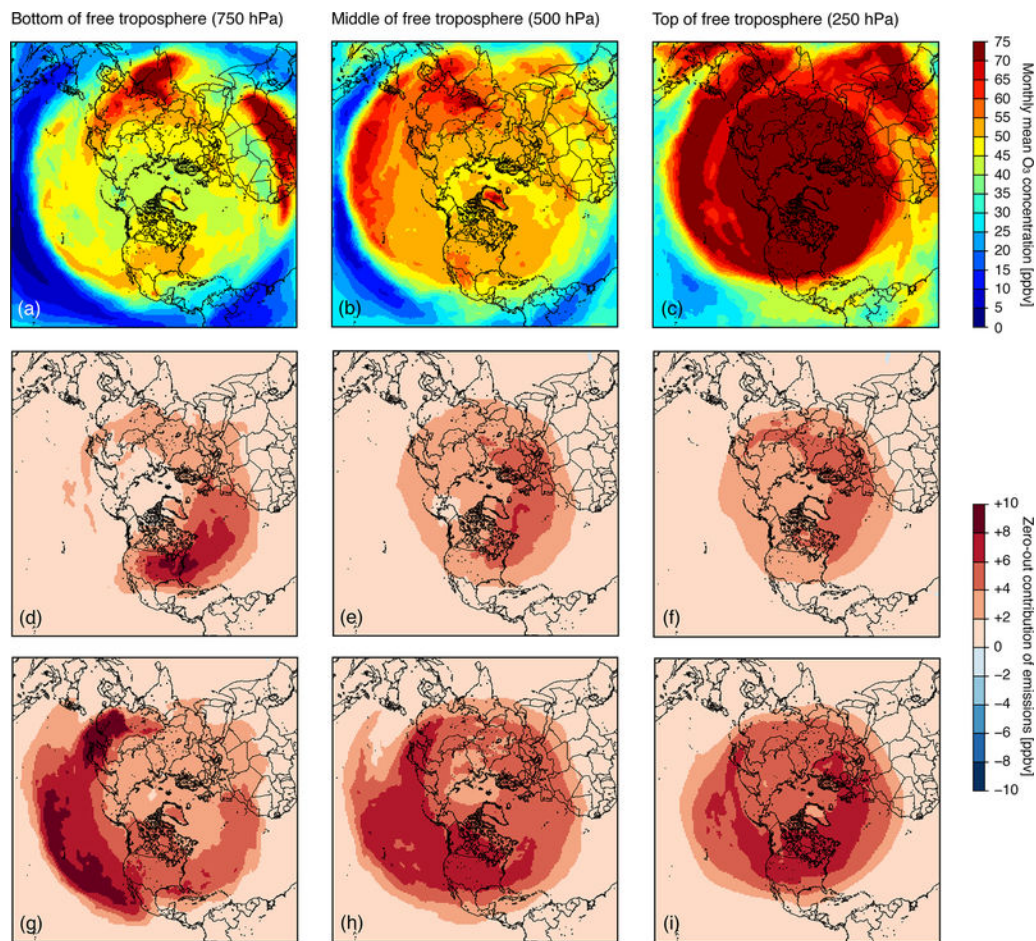 Bottom of free troposphere (750 hPa)
Middle of free troposphere (500 hPa)
Top of free troposphere (250 hPa)
(a)
(b)
(c)
75
70
65
60
55
50
45
40
35
30
25
20
15
10
5
0
Monthly mean O₃ concentration [ppbv]
(d)
(e)
(f)
+10
+8
+6
+4
+2
0
−2
−4
−6
−8
−10
Zero-out contribution of emissions [ppbv]
(g)
(h)
(i)